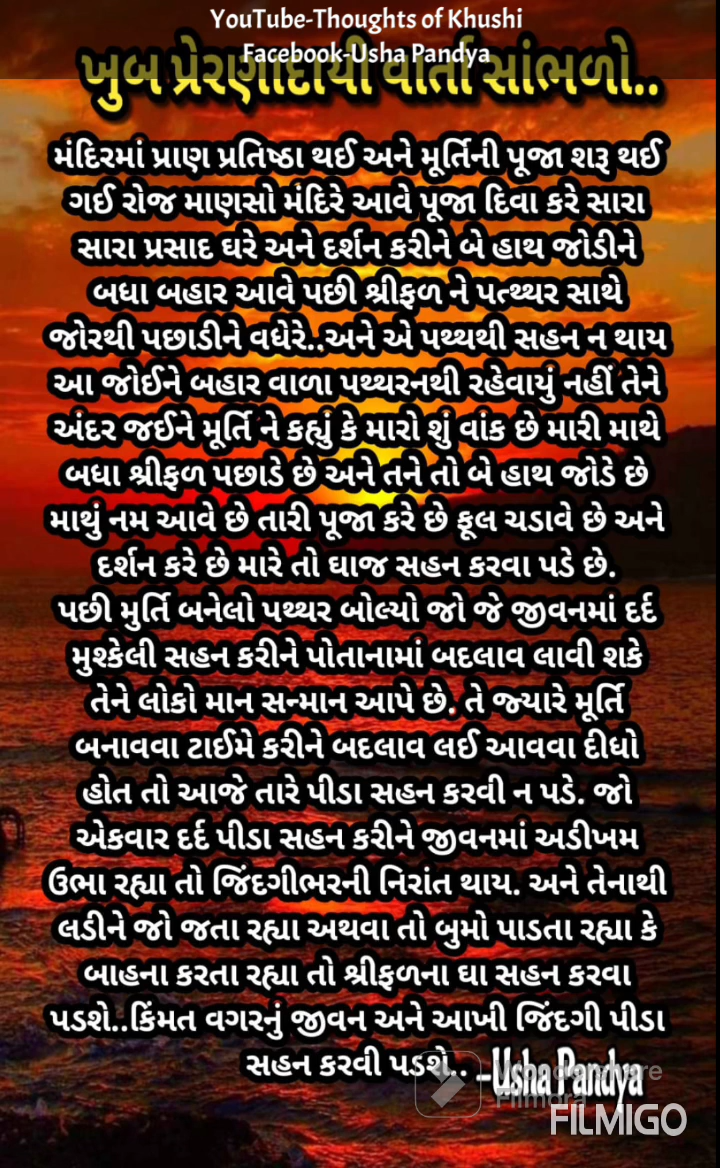 YouTube-Thoughts of Khushi
Facebook-Usha Pandya
ખુબ પ્રેરણાદાયી વાર્તા સાંભળો..
મંદિરમાં પ્રાણ પ્રતિષ્ઠા થઈ અને મૂર્તિની પૂજા શરૂ થઈ
ગઈ રોજ માણસો મંદિરે આવે પૂજા દિવા કરે સારા
સારા પ્રસાદ ઘરે અને દર્શન કરીને બે હાથ જોડીને
બધા બહાર આવે પછી શ્રીફળ ને પત્થ્થર સાથે
જોરથી પછાડીને વધેરે..અને એ પથ્થથી સહન ન થાય
આ જોઈને બહાર વાળા પથ્થરનથી રહેવાયું નહીં તેને
અંદર જઈને મૂર્તિ ને કહ્યું કે મારો શું વાંક છે મારી માથે
બધા શ્રીફળ પછાડે છે અને તને તો બે હાથ જોડે છે
માથું નમ આવે છે તારી પૂજા કરે છે ફૂલ ચડાવે છે અને
દર્શન કરે છે મારે તો ઘાજ સહન કરવા પડે છે.
પછી મુર્તિ બનેલો પથ્થર બોલ્યો જો જે જીવનમાં દર્દ
મુશ્કેલી સહન કરીને પોતાનામાં બદલાવ લાવી શકે
તેને લોકો માન સન્માન આપે છે. તે જ્યારે મૂર્તિ
બનાવવા ટાઈમે કરીને બદલાવ લઈ આવવા દીધો
હોત તો આજે તારે પીડા સહન કરવી ન પડે. જો
એકવાર દર્દ પીડા સહન કરીને જીવનમાં અડીખમ
ઉભા રહ્યા તો જિંદગીભરની નિરાંત થાય. અને તેનાથી
લડીને જો જતા રહ્યા અથવા તો બુમો પાડતા રહ્યા કે
બાહના કરતા રહ્યા તો શ્રીફળના ઘા સહન કરવા
પડશે..કિંમત વગરનું જીવન અને આખી જિંદગી પીડા
સહન કરવી પડશે.. -Usha Pandya
Wondershare
Filmora
FILMIGO